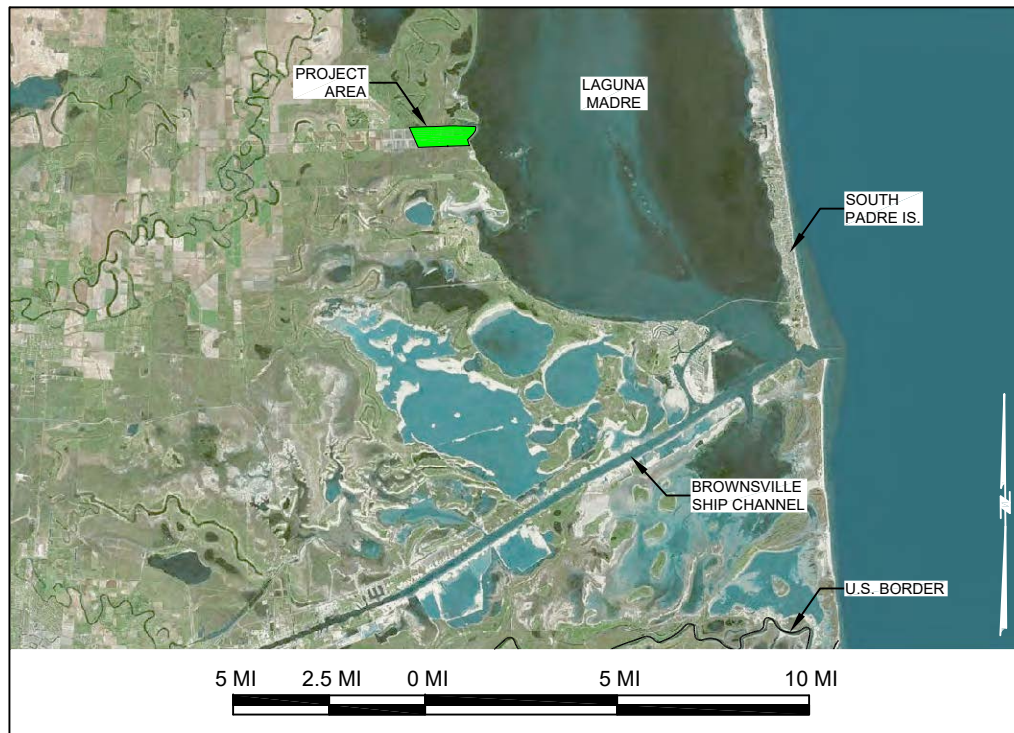 PROJECT
AREA
LAGUNA
MADRE
SOUTH
PADRE IS.
BROWNSVILLE
SHIP CHANNEL
U.S. BORDER
N
5 MI 2.5 MI 0 MI 5 MI 10 MI